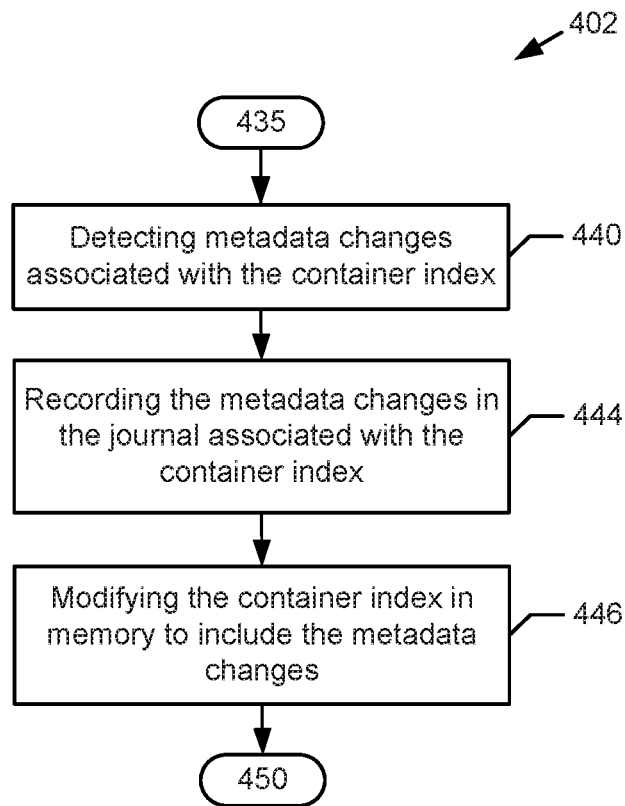 402
435
Detecting metadata changes
associated with the container index
440
Recording the metadata changes in
the journal associated with the
container index
444
Modifying the container index in
memory to include the metadata
changes
446
450